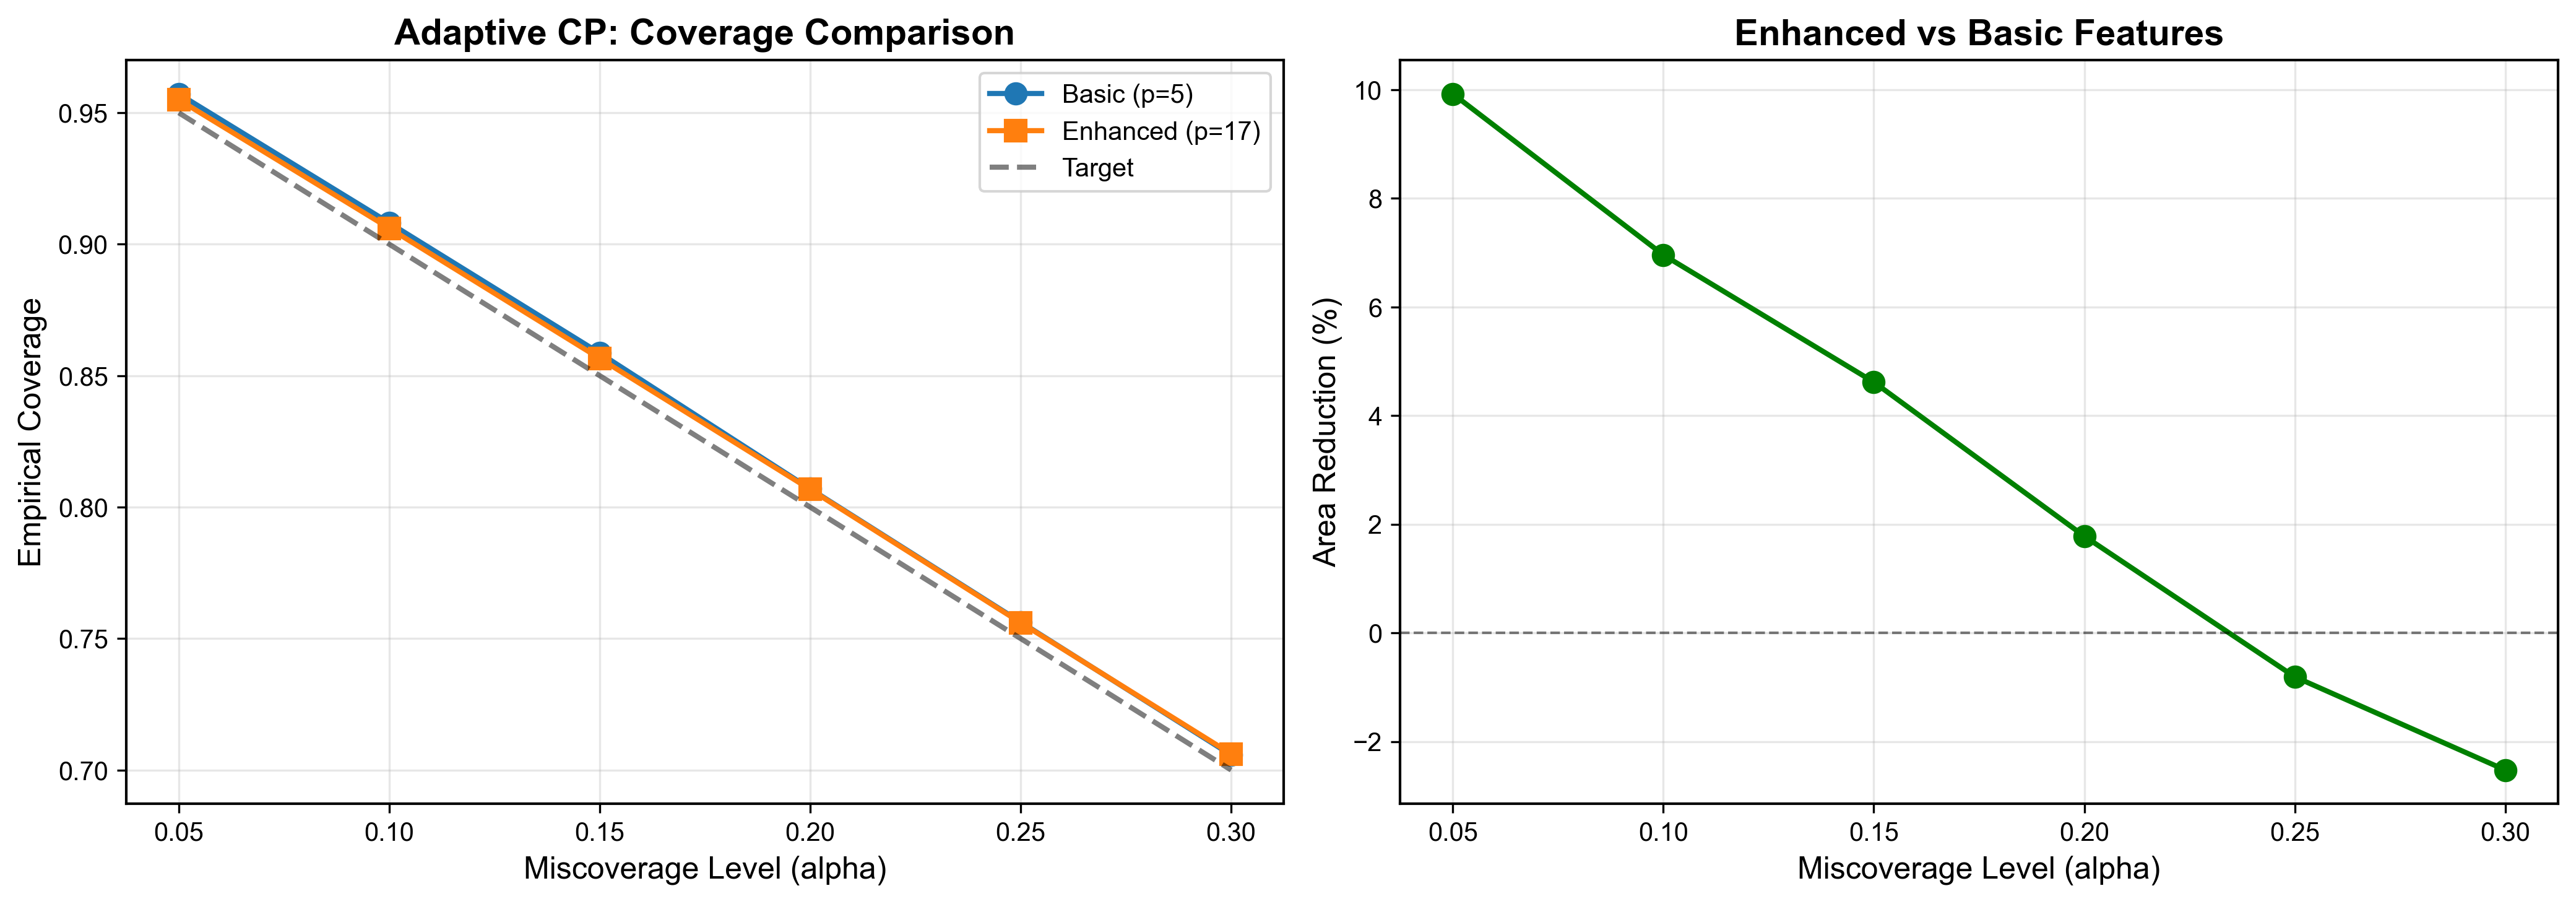 Adaptive CP: Coverage Comparison
Empirical Coverage
0.95
0.90
0.85
0.80
0.75
0.70
Basic (p=5)
Enhanced (p=17)
Target
0.05 0.10 0.15 0.20 0.25 0.30
Miscoverage Level (alpha)
Enhanced vs Basic Features
Area Reduction (%)
10
8
6
4
2
0
−2
0.05 0.10 0.15 0.20 0.25 0.30
Miscoverage Level (alpha)